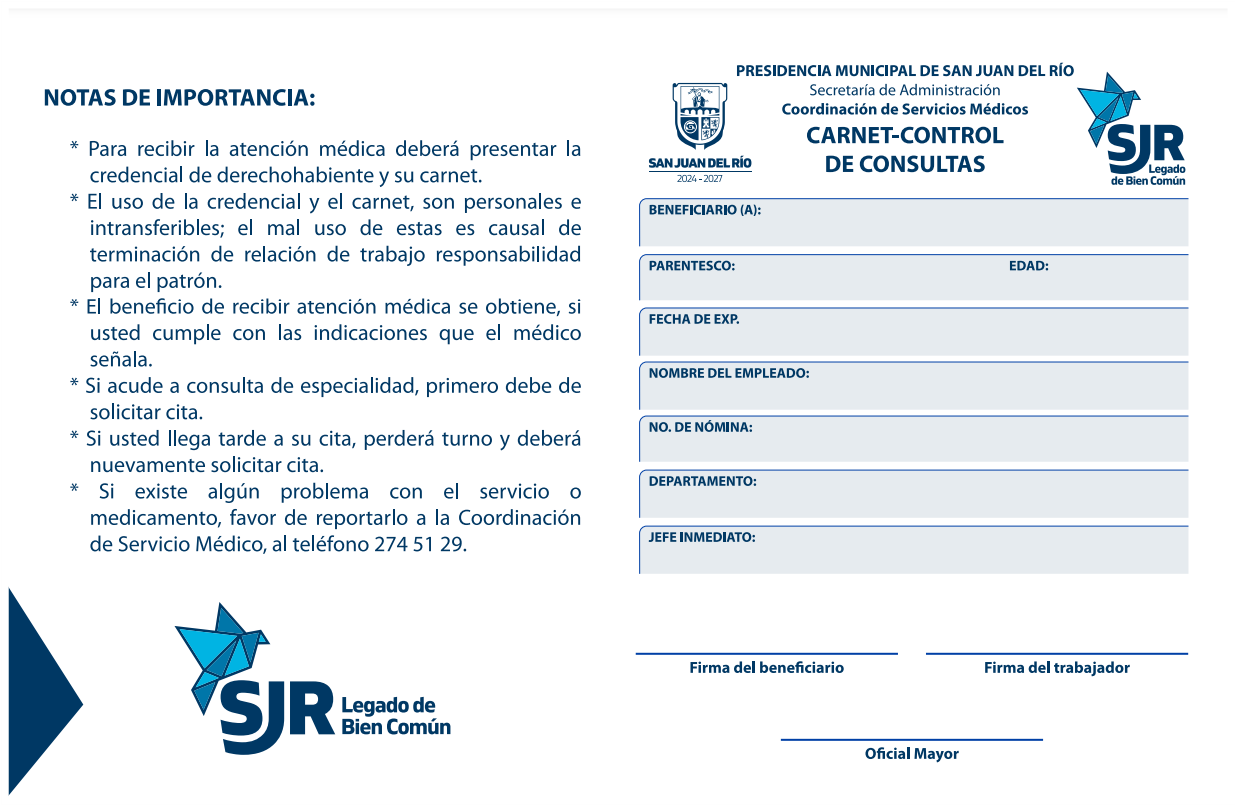 NOTAS DE IMPORTANCIA:
* Para recibir la atención médica deberá presentar la
credencial de derechohabiente y su carnet.
* El uso de la credencial y el carnet, son personales e
intransferibles; el mal uso de estas es causal de
terminación de relación de trabajo responsabilidad
para el patrón.
* El beneficio de recibir atención médica se obtiene, si
usted cumple con las indicaciones que el médico
señala.
* Si acude a consulta de especialidad, primero debe de
solicitar cita.
* Si usted llega tarde a su cita, perderá turno y deberá
nuevamente solicitar cita.
* Si existe algún problema con el servicio o
medicamento, favor de reportarlo a la Coordinación
de Servicio Médico, al teléfono 274 51 29.
SJR
Legado de
Bien Común
PRESIDENCIA MUNICIPAL DE SAN JUAN DEL RÍO
Secretaría de Administración
Coordinación de Servicios Médicos
CARNET-CONTROL
DE CONSULTAS
SAN JUAN DEL RÍO
2024 - 2027
SJR
Legado
de Bien Común
BENEFICIARIO (A):
PARENTESCO: EDAD:
FECHA DE EXP.
NOMBRE DEL EMPLEADO:
NO. DE NÓMINA:
DEPARTAMENTO:
JEFE INMEDIATO:
Firma del beneficiario Firma del trabajador
Oficial Mayor